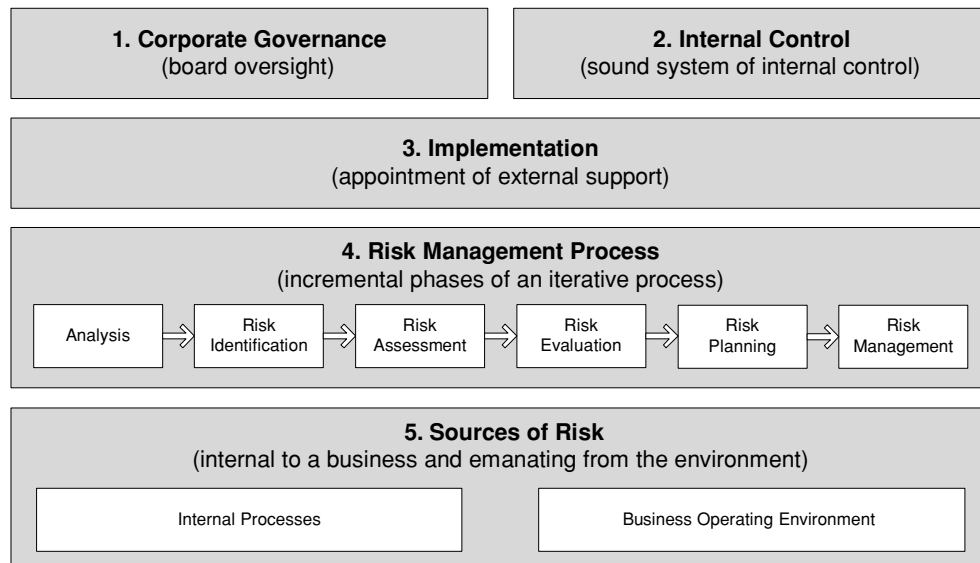 1. Corporate Governance
(board oversight)
2. Internal Control
(sound system of internal control)
3. Implementation
(appointment of external support)
4. Risk Management Process
(incremental phases of an iterative process)
Analysis
Risk
Identification
Risk
Assessment
Risk
Evaluation
Risk
Planning
Risk
Management
5. Sources of Risk
(internal to a business and emanating from the environment)
Internal Processes
Business Operating Environment